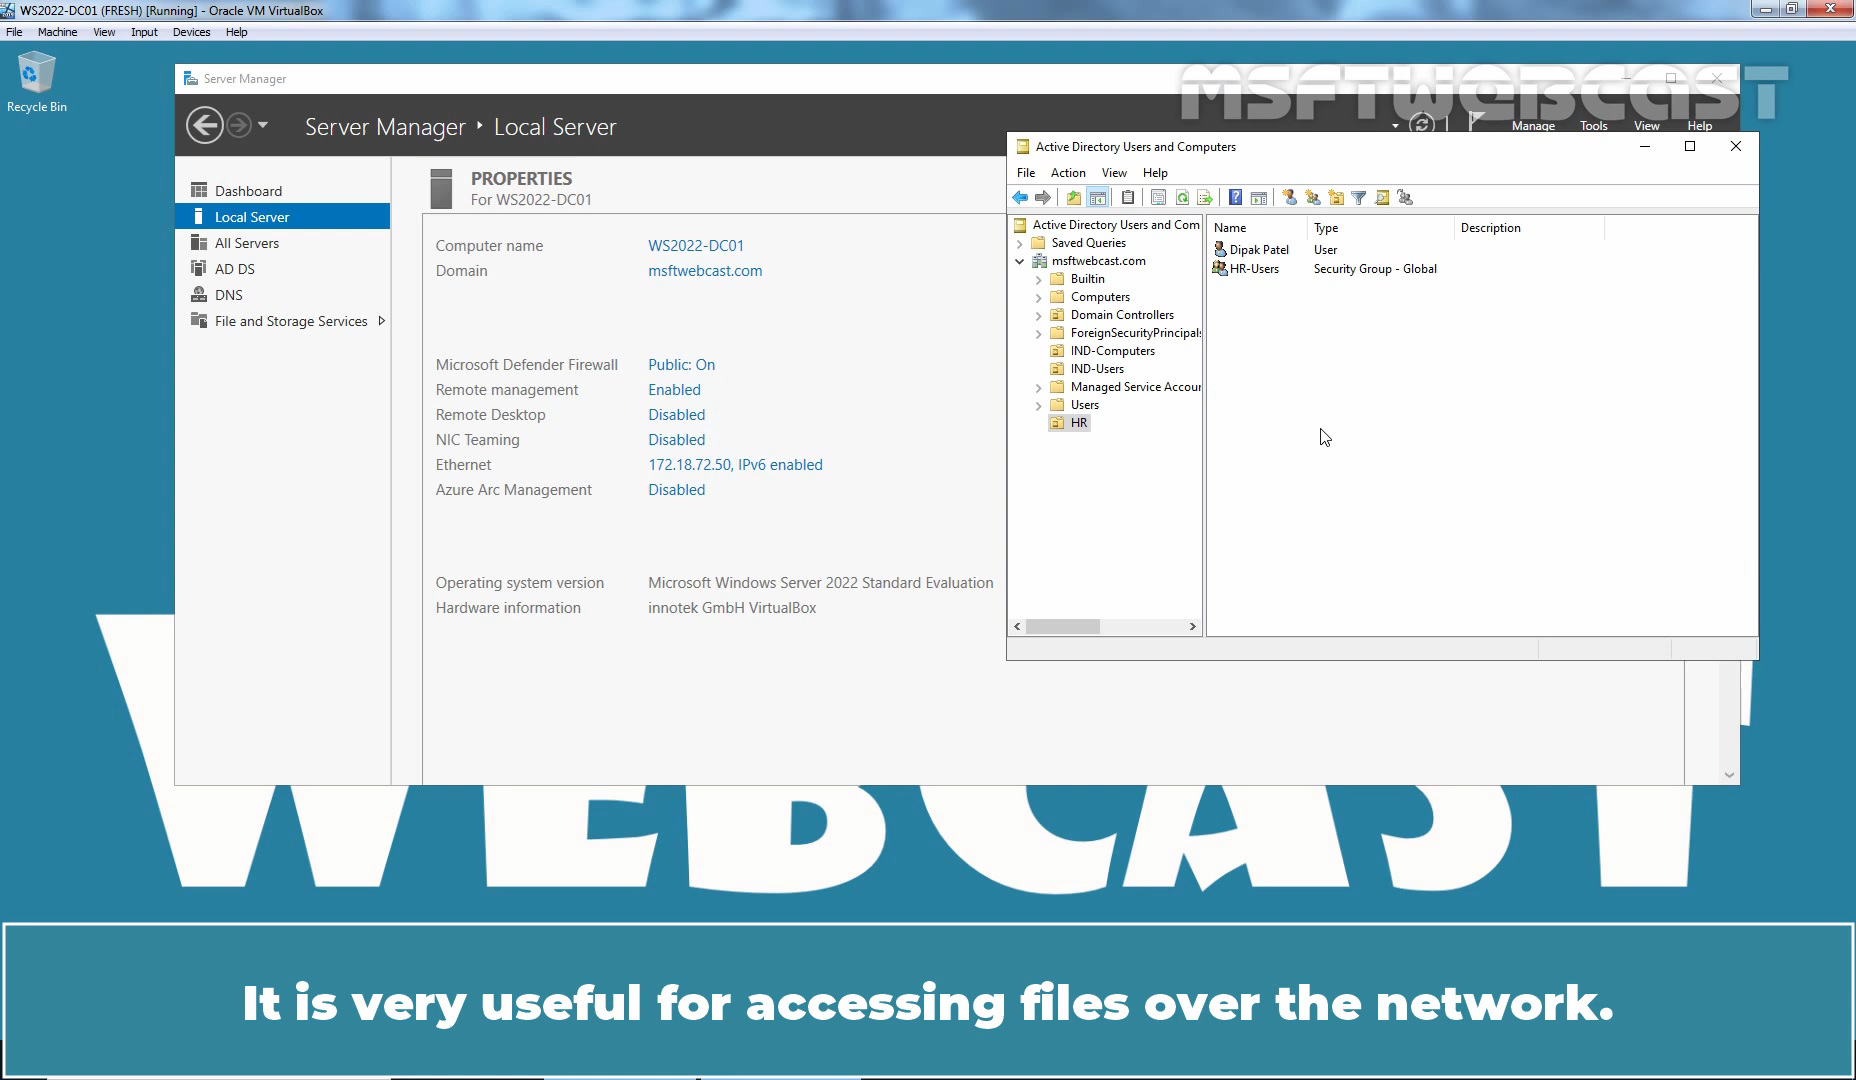 WS2022-DC01 (FRESH) [Running] - Oracle VM VirtualBox
File Machine View Input Devices Help
Recycle Bin
Server Manager
MSFTWEBCAST
Server Manager ‣ Local Server
Manage Tools View Help
Dashboard
Local Server
All Servers
AD DS
DNS
File and Storage Services
PROPERTIES
For WS2022-DC01
Computer name WS2022-DC01
Domain msftwebcast.com
Microsoft Defender Firewall Public: On
Remote management Enabled
Remote Desktop Disabled
NIC Teaming Disabled
Ethernet 172.18.72.50, IPv6 enabled
Azure Arc Management Disabled
Operating system version Microsoft Windows Server 2022 Standard Evaluation
Hardware information innotek GmbH VirtualBox
Active Directory Users and Computers
File Action View Help
Active Directory Users and Com
Saved Queries
msftwebcast.com
Builtin
Computers
Domain Controllers
ForeignSecurityPrincipals
IND-Computers
IND-Users
Managed Service Accour
Users
HR
Name Type Description
Dipak Patel User
HR-Users Security Group - Global
WEBCAST
It is very useful for accessing files over the network.